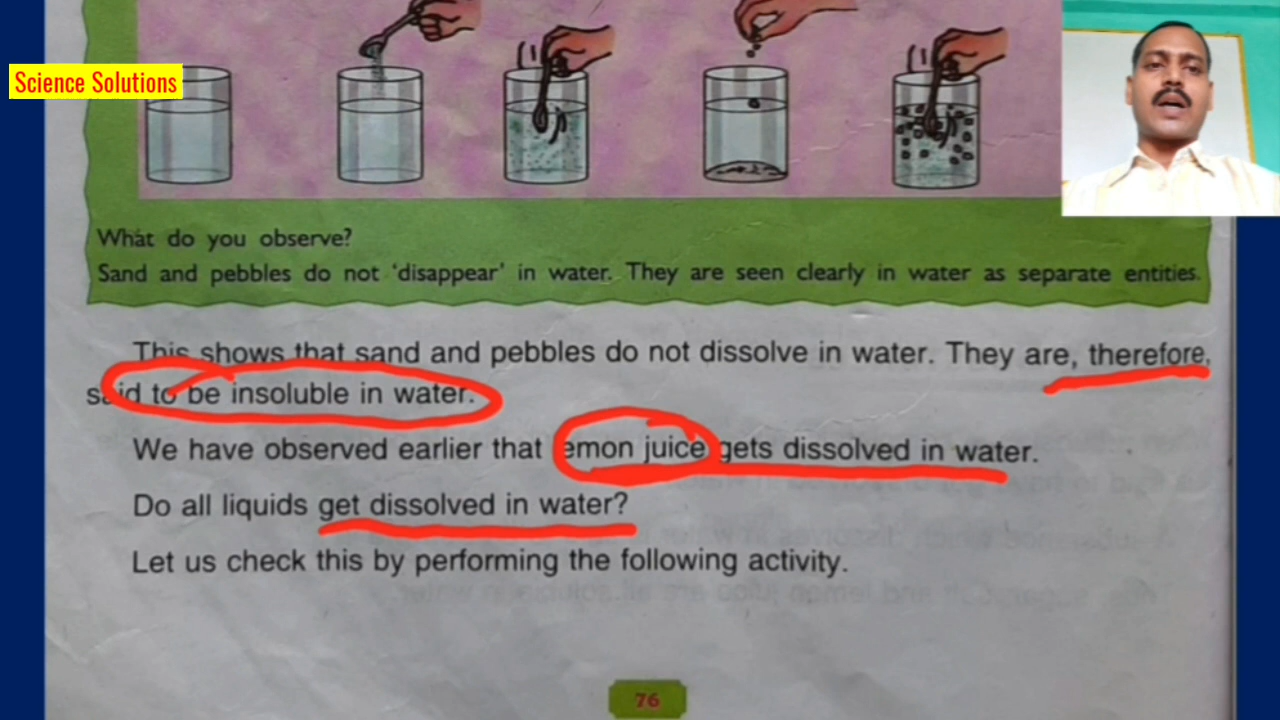 Science Solutions
What do you observe?
Sand and pebbles do not 'disappear' in water. They are seen clearly in water as separate entities.
This shows that sand and pebbles do not dissolve in water. They are, therefore,
said to be insoluble in water.
We have observed earlier that lemon juice gets dissolved in water.
Do all liquids get dissolved in water?
Let us check this by performing the following activity.
76